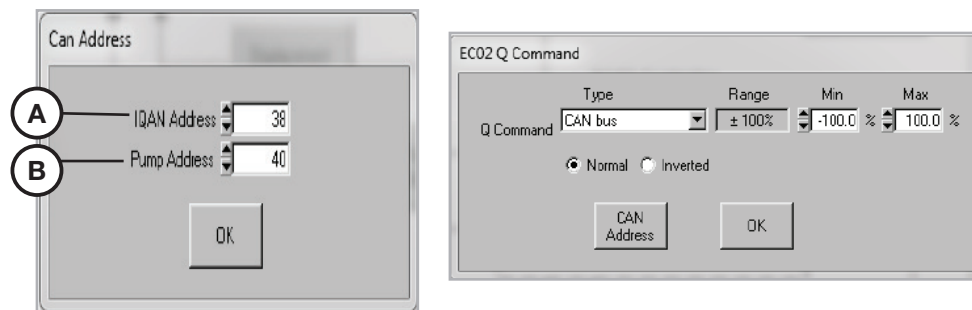 Can Address
A
IQAN Address 38
B
Pump Address 40
OK
EC02 Q Command
Type Range Min Max
Q Command CAN bus ± 100% -100.0 % 100.0 %
Normal Inverted
CAN
Address
OK